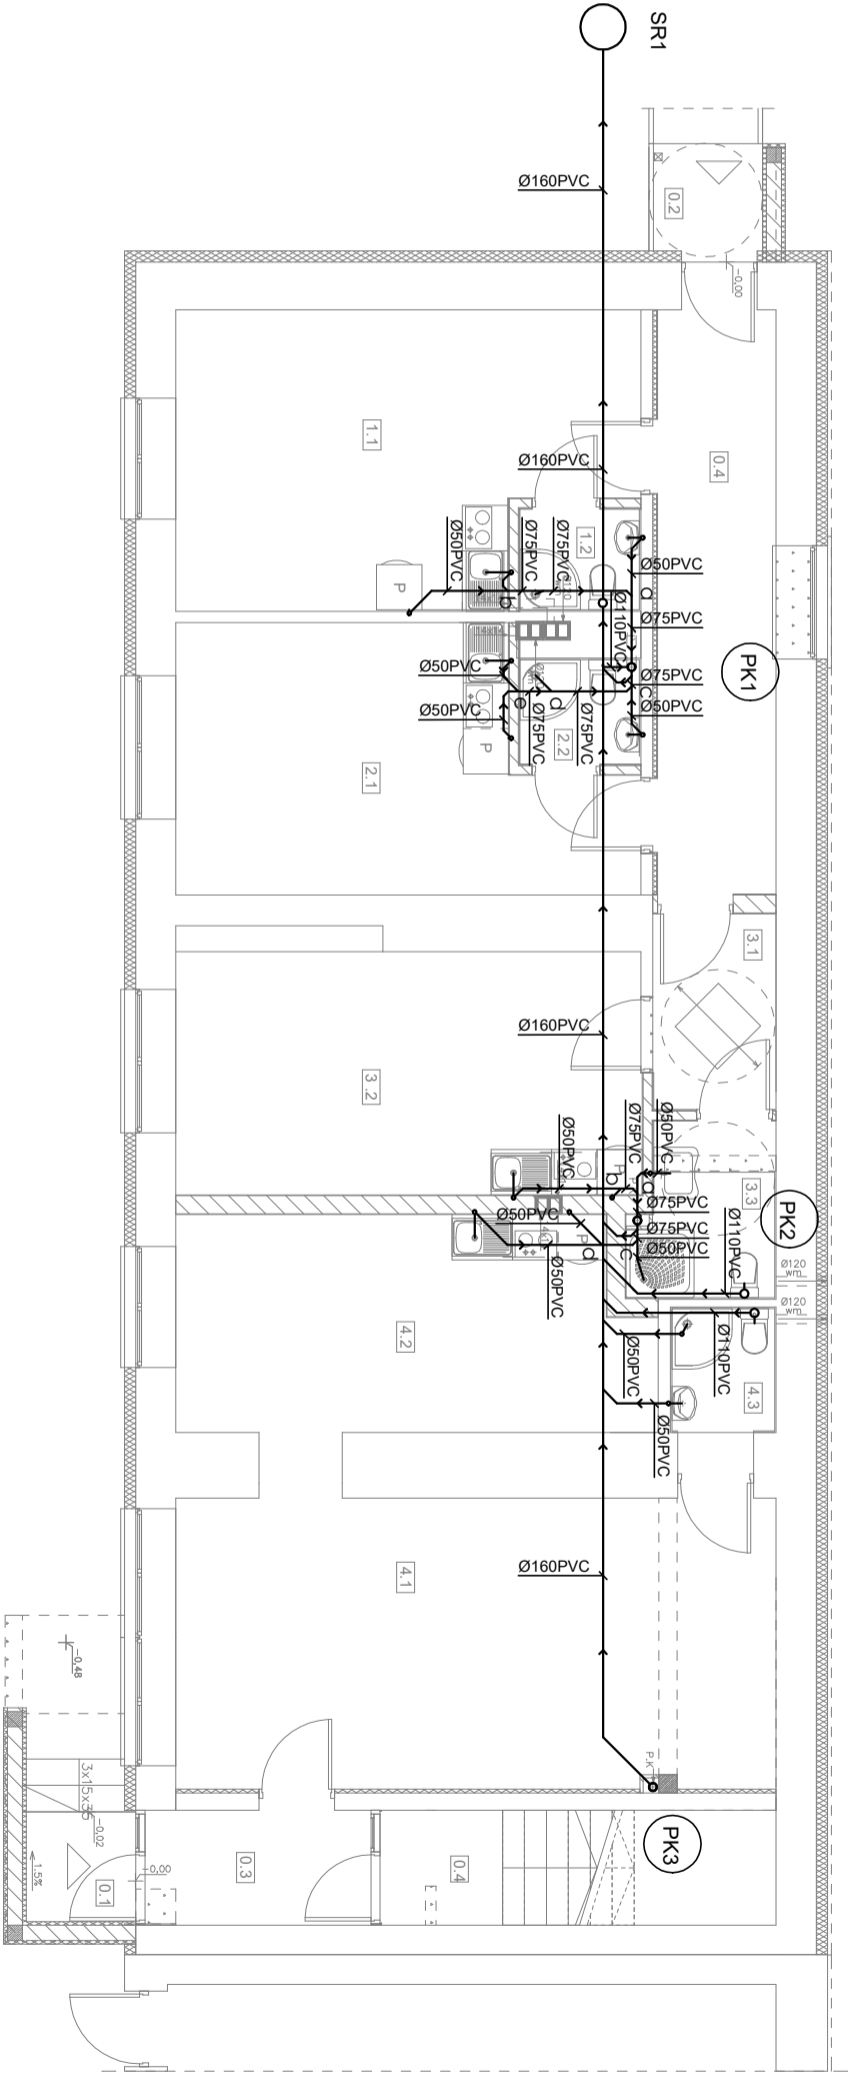 SR1
Ø160PVC
0.2
-0,00
1.1
Ø160PVC
0.4
1.2
Ø50PVC
Ø75PVC
Ø75PVC
Ø50PVC
a
b
P
Ø110PVC
Ø75PVC
PK1
Ø50PVC
Ø75PVC
c
e
d
Ø50PVC
Ø50PVC
Ø75PVC
Ø75PVC
2.2
P
2.1
3.1
Ø160PVC
3.2
Ø50PVC
Ø75PVC
Ø50PVC
b
a
3.3
PK2
Ø75PVC
Ø50PVC
Ø75PVC
Ø110PVC
d
c
Ø50PVC
Ø50PVC
Ø120
wm
Ø120
wm
4.2
Ø50PVC
Ø110PVC
4.3
Ø50PVC
4.1
Ø160PVC
-0,48
P.K
PK3
3x15x35
-0,02
-0,00
1.5%
0.1
0.3
0.4